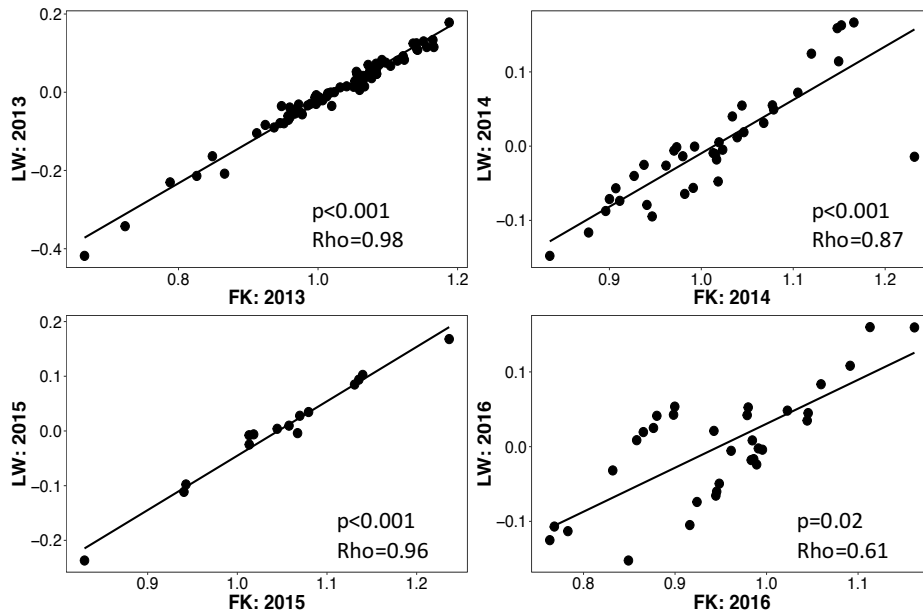 0.2
0.0
−0.2
−0.4
LW: 2013
p<0.001
Rho=0.98
0.8 1.0 1.2
FK: 2013
0.1
0.0
−0.1
LW: 2014
p<0.001
Rho=0.87
0.9 1.0 1.1 1.2
FK: 2014
0.2
0.1
0.0
−0.1
−0.2
LW: 2015
p<0.001
Rho=0.96
0.9 1.0 1.1 1.2
FK: 2015
0.1
0.0
−0.1
LW: 2016
p=0.02
Rho=0.61
0.8 0.9 1.0 1.1
FK: 2016